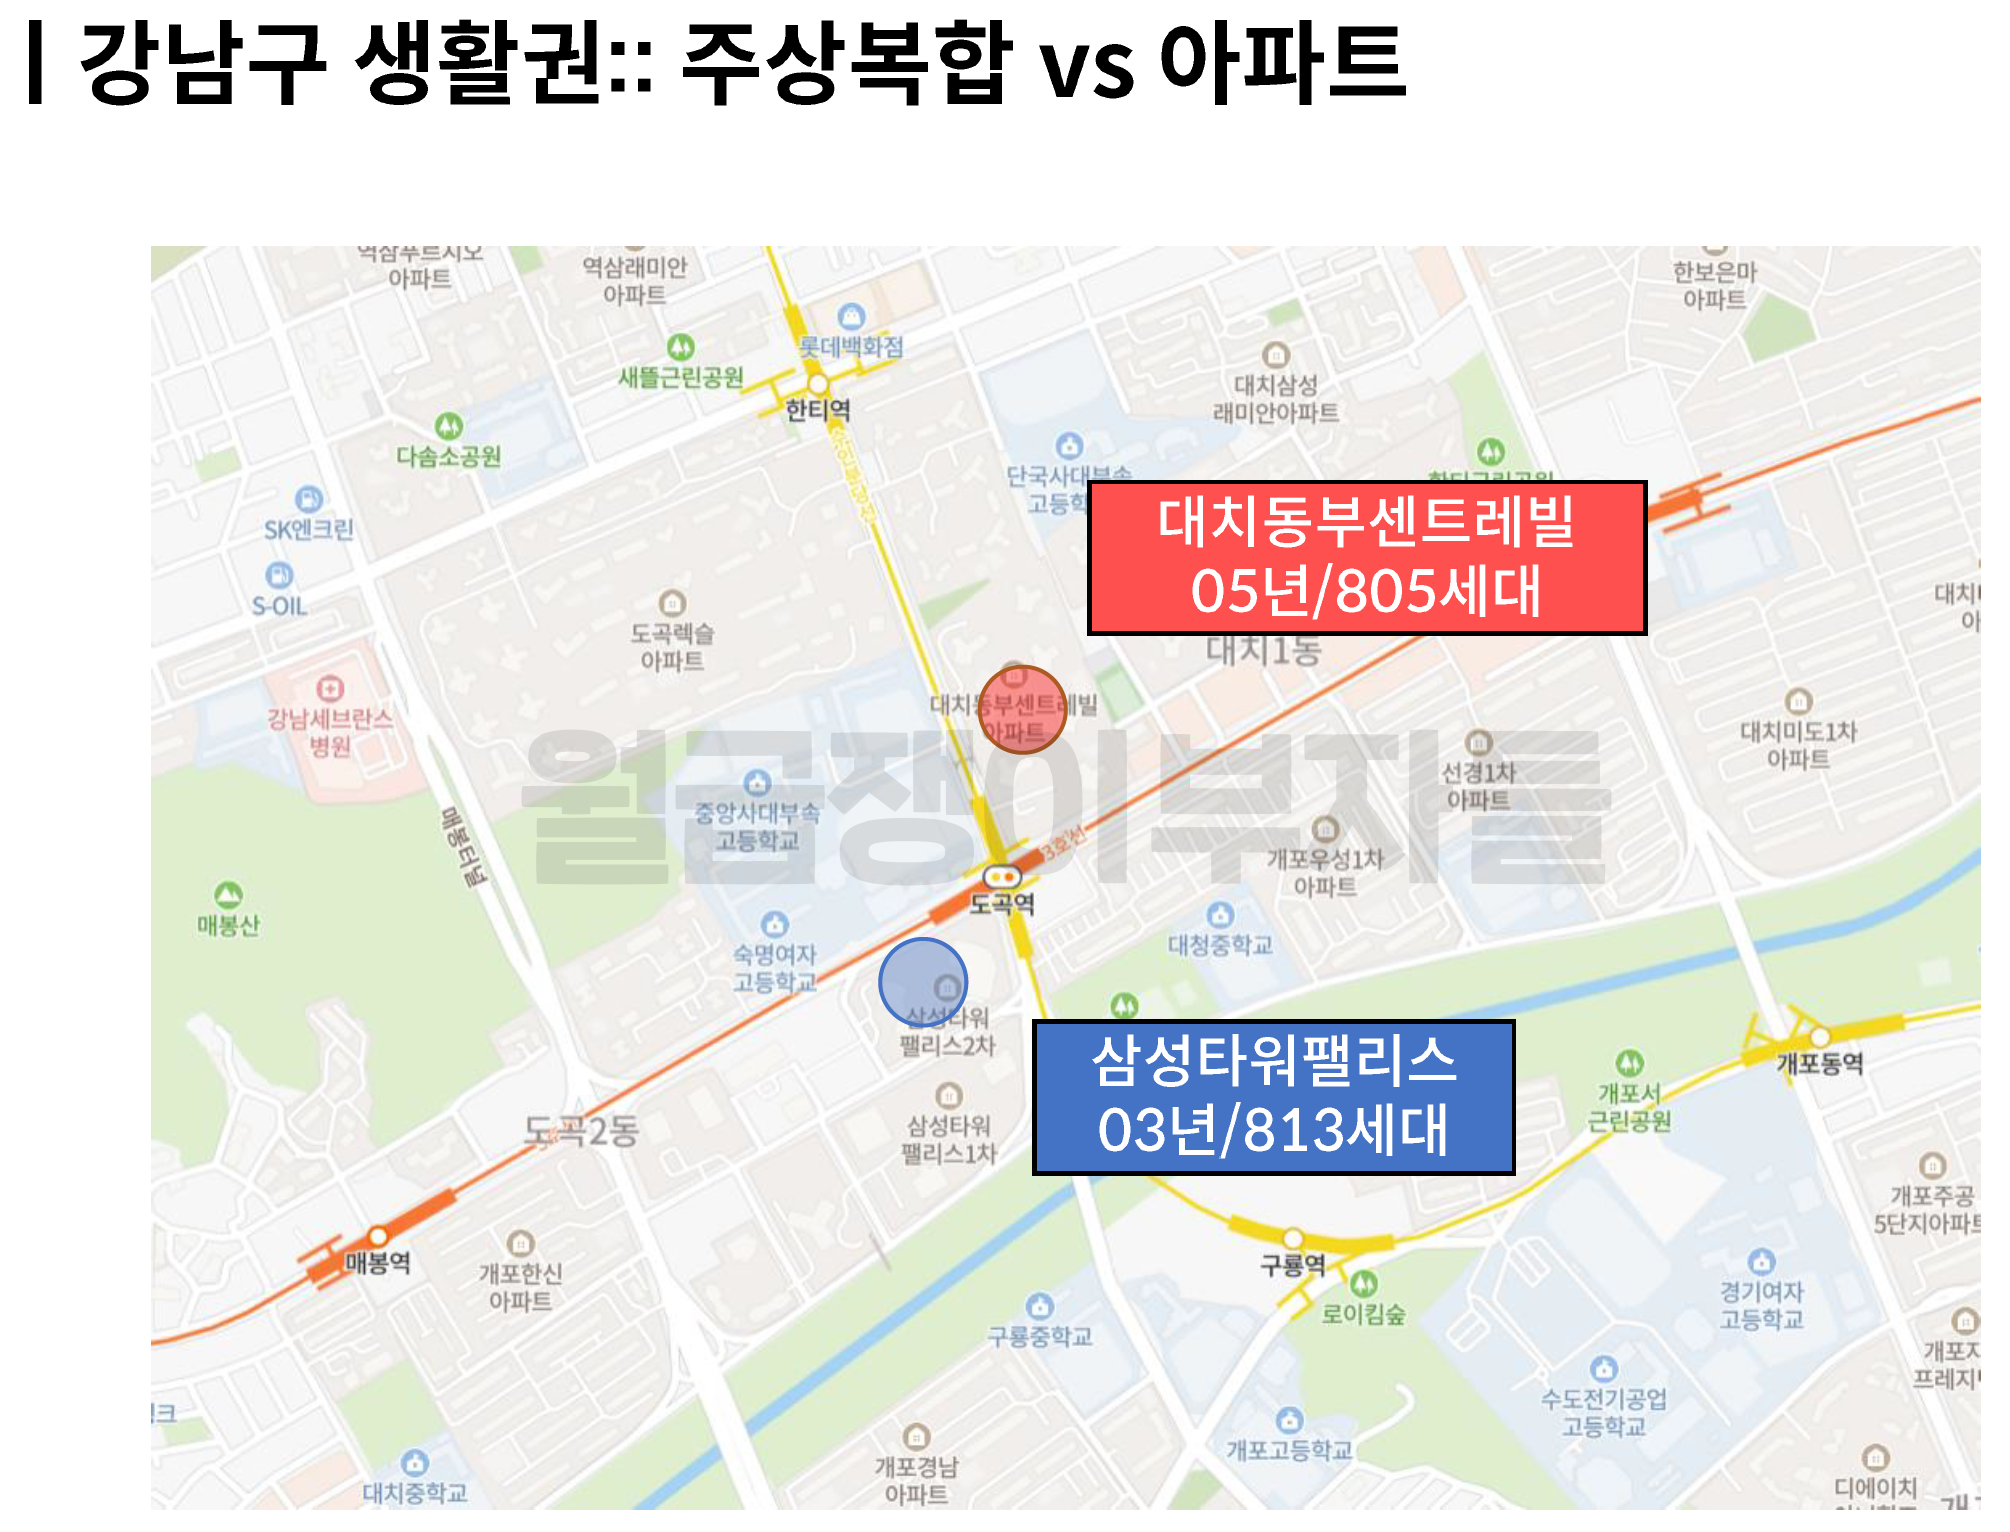 | 강남구 생활권:: 주상복합 vs 아파트
역삼푸르지오
아파트
역삼래미안
아파트
한보은마
아파트
롯데백화점
새뜰근린공원
한티역
대치삼성
래미안아파트
다솜소공원
수인분당선
단국사대부속
고등학
한티근린공원
SK엔크린
S-OIL
대치동부센트레빌
05년/805세대
도곡렉슬
아파트
대치1동
강남세브란스
병원
대치동부센트레빌
아파트
대치미도1차
아파트
선경1차
아파트
월급쟁이부자들
중앙사대부속
고등학교
매봉터널
3호선
개포우성1차
아파트
매봉산
도곡역
숙명여자
고등학교
대청중학교
삼성타워
팰리스2차
삼성타워팰리스
03년/813세대
개포동역
개포서
근린공원
삼성타워
팰리스1차
도곡2동
개포주공
5단지아파트
매봉역
개포한신
아파트
구룡역
로이킴숲
경기여자
고등학교
구룡중학교
수도전기공업
고등학교
개포고등학교
개포경남
아파트
대치중학교
디에이치